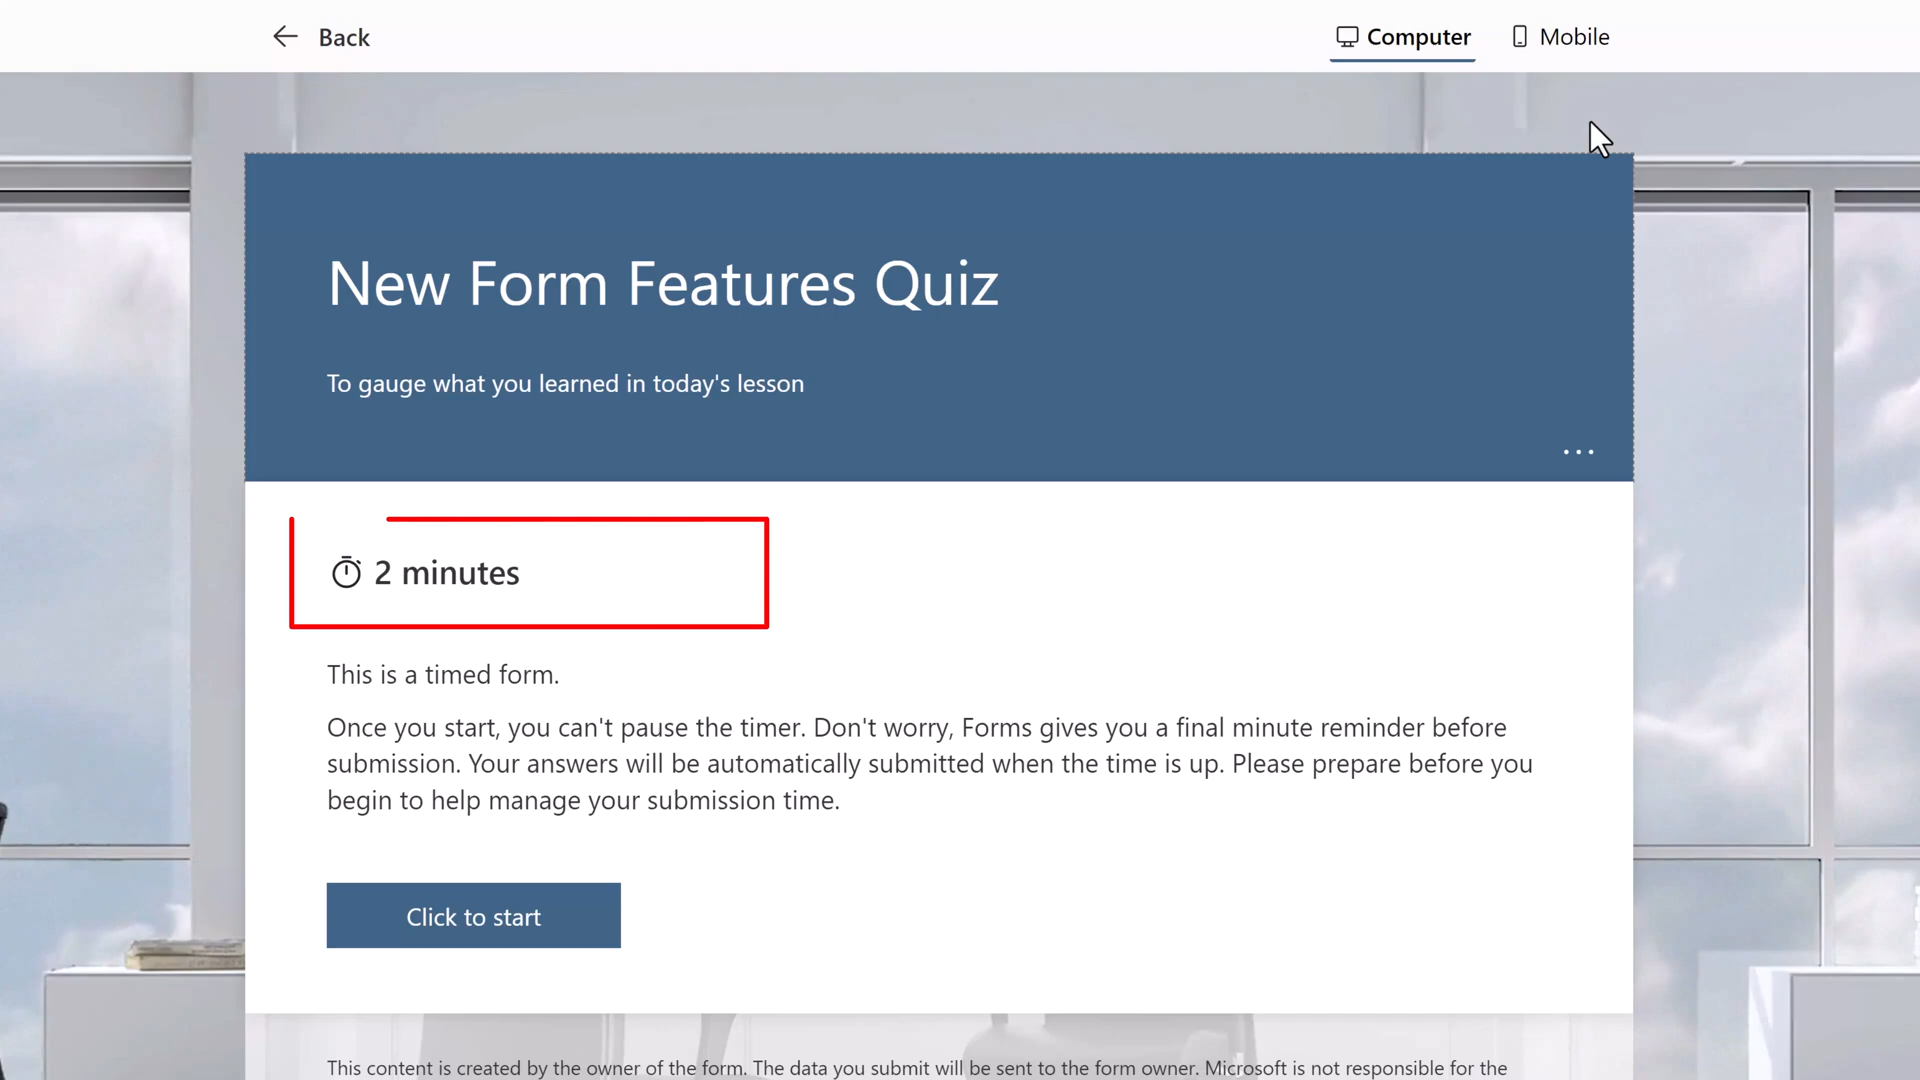 Back
Computer
Mobile
New Form Features Quiz
To gauge what you learned in today's lesson
2 minutes
This is a timed form.
Once you start, you can't pause the timer. Don't worry, Forms gives you a final minute reminder before
submission. Your answers will be automatically submitted when the time is up. Please prepare before you
begin to help manage your submission time.
Click to start
This content is created by the owner of the form. The data you submit will be sent to the form owner. Microsoft is not responsible for the